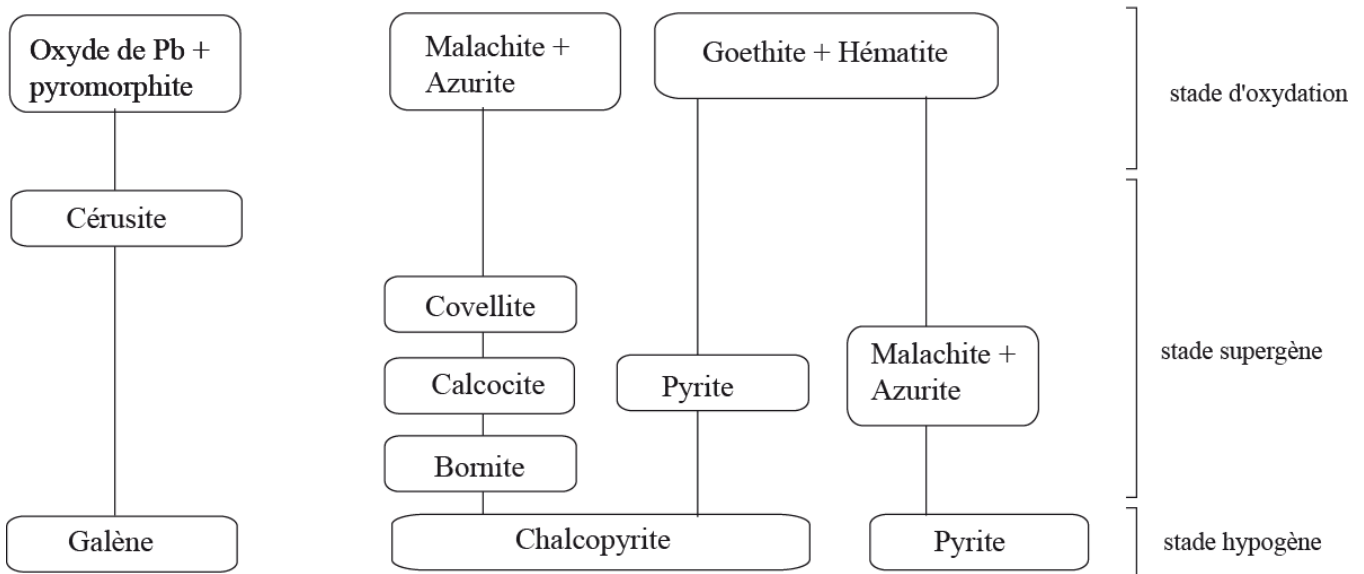 Oxyde de Pb +
pyromorphite
Malachite +
Azurite
Goethite + Hématite
stade d'oxydation
Cérusite
Covellite
Calcocite
Bornite
Pyrite
Malachite +
Azurite
stade supergène
Galène
Chalcopyrite
Pyrite
stade hypogène